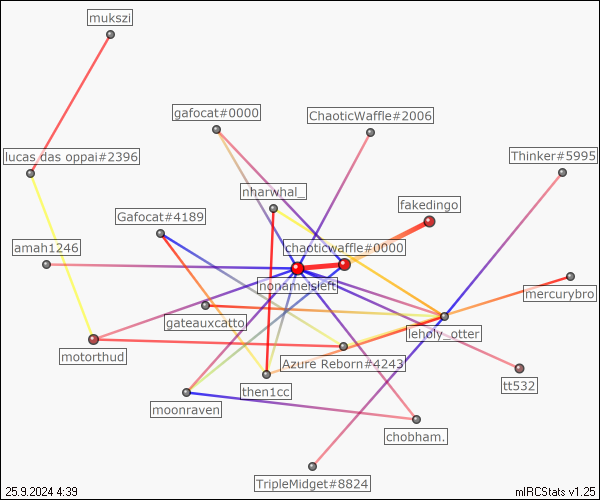 mukszi
gafocat#0000
ChaoticWaffle#2006
lucas das oppai#2396
Thinker#5995
nharwhal_
fakedingo
Gafocat#4189
amah1246
chaoticwaffle#0000
nonameisleft
mercurybro
gateauxcatto
leholy_otter
motorthud
Azure Reborn#4243
tt532
then1cc
moonraven
chobham.
TripleMidget#8824
25.9.2024 4:39
mIRCStats v1.25